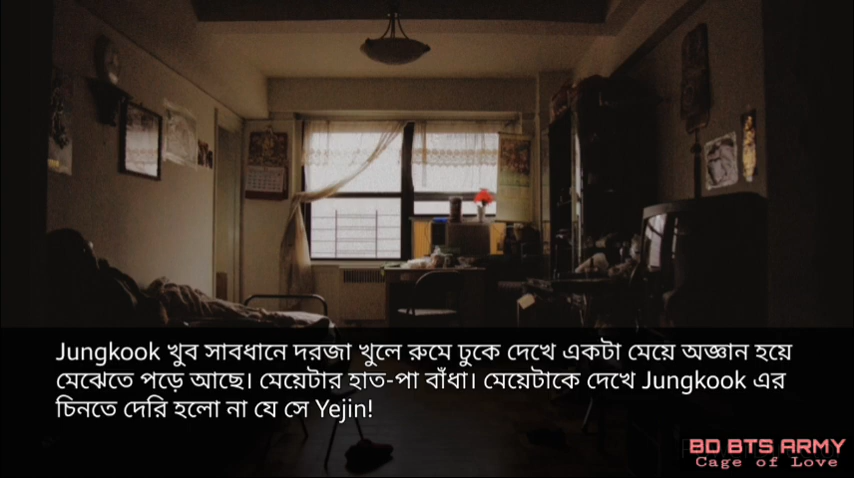 Jungkook খুব সাবধানে দরজা খুলে রুমে ঢুকে দেখে একটা মেয়ে অজ্ঞান হয়ে
মেঝেতে পড়ে আছে। মেয়েটার হাত-পা বাঁধা। মেয়েটাকে দেখে Jungkook এর
চিনতে দেরি হলো না যে সে Yejin!
BD BTS ARMY
Cage of Love